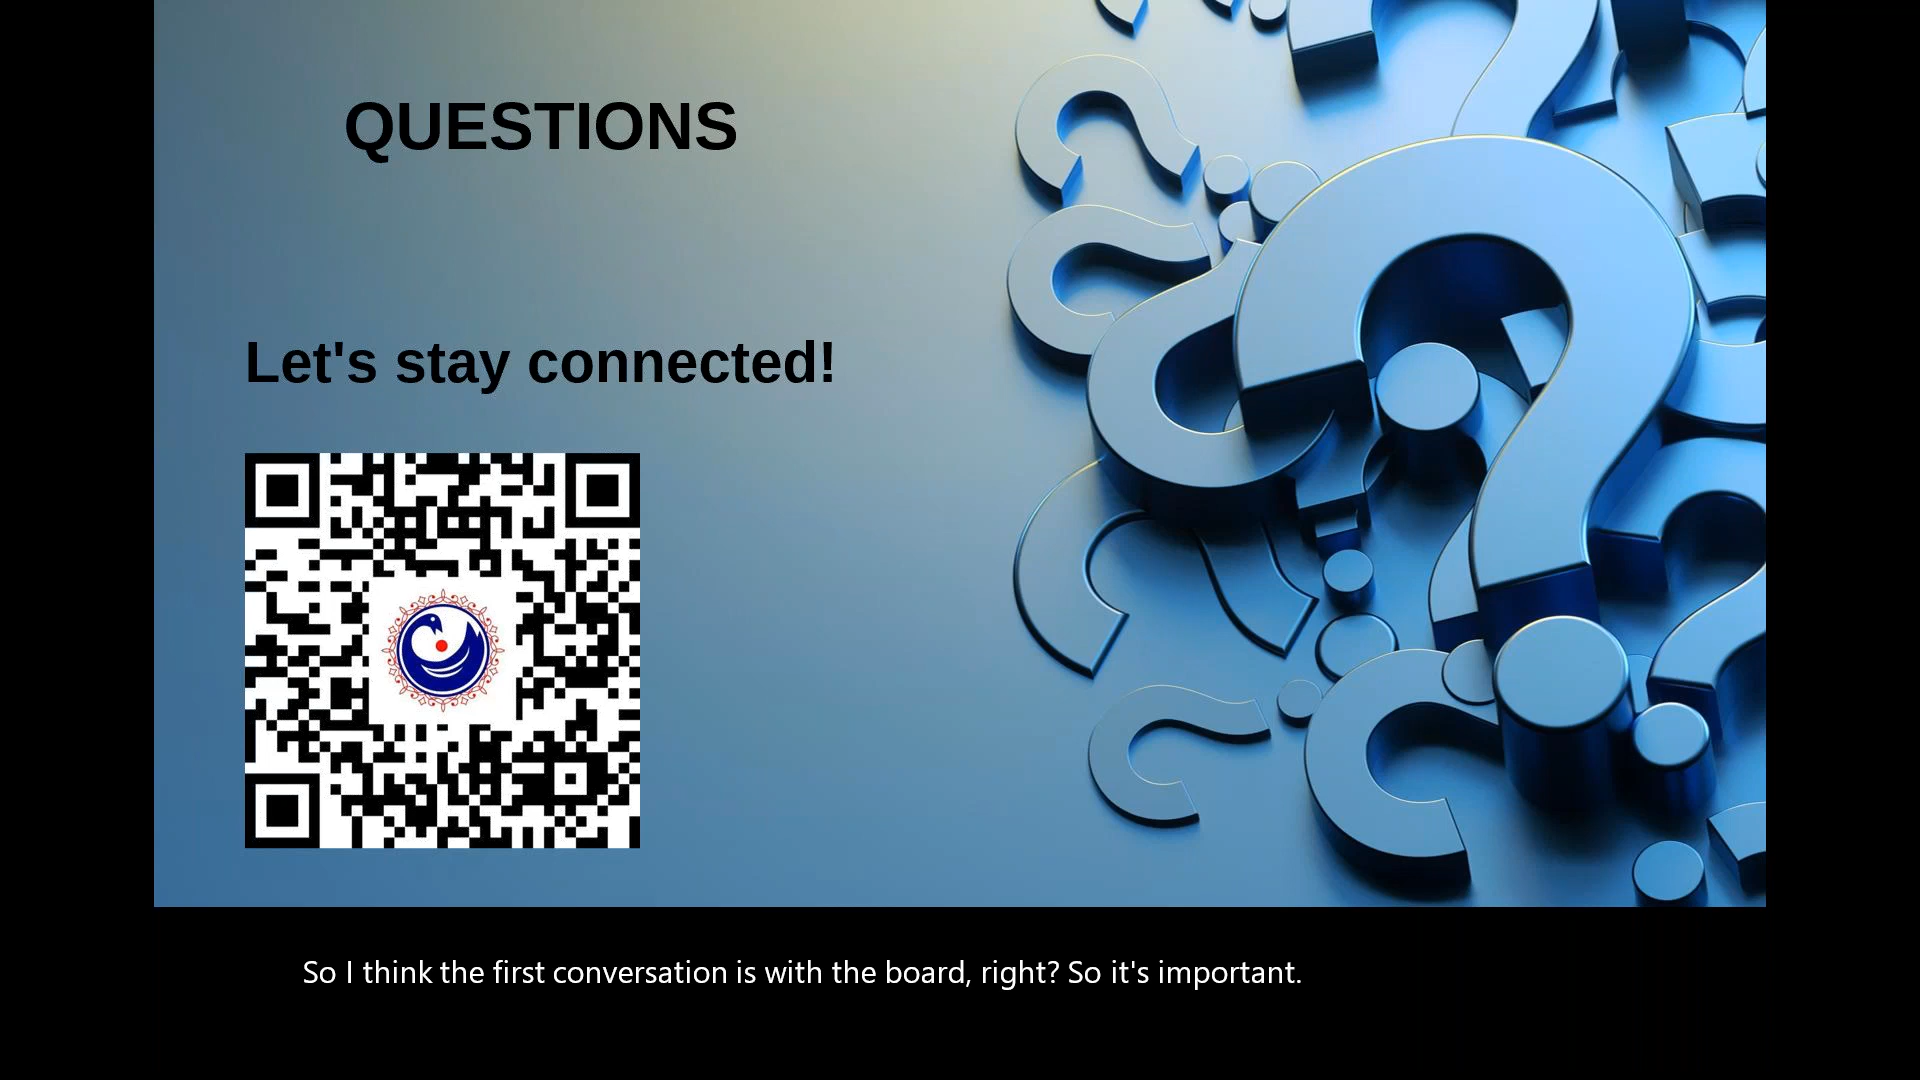 QUESTIONS
Let's stay connected!
So I think the first conversation is with the board, right? So it's important.